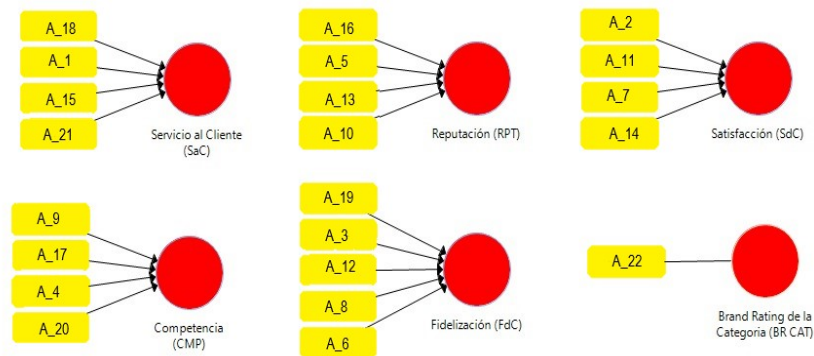 A_18
A_1
A_15
A_21
Servicio al Cliente
(SaC)
A_16
A_5
A_13
A_10
Reputación (RPT)
A_2
A_11
A_7
A_14
Satisfacción (SdC)
A_9
A_17
A_4
A_20
Competencia
(CMP)
A_19
A_3
A_12
A_8
A_6
Fidelización (FdC)
A_22
Brand Rating de la
Categoria (BR CAT)